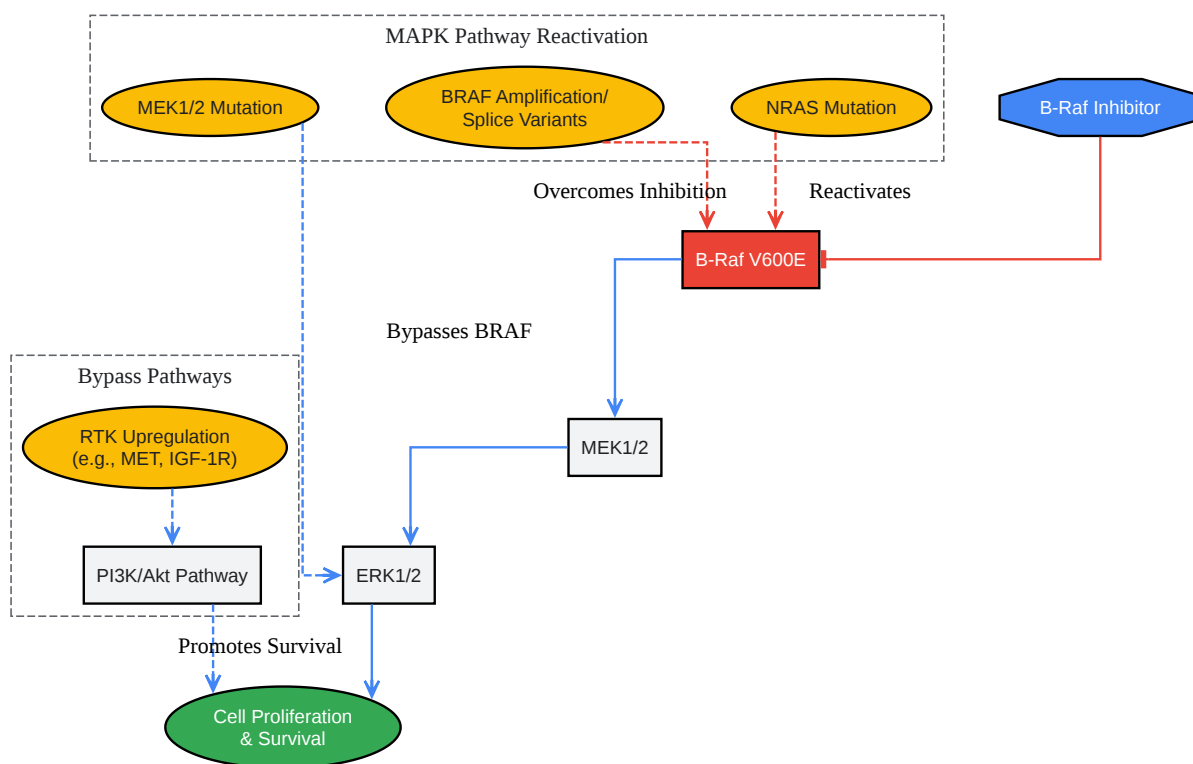 MAPK Pathway Reactivation
MEK1/2 Mutation
BRAF Amplification/
Splice Variants
NRAS Mutation
B-Raf Inhibitor
Overcomes Inhibition
Reactivates
B-Raf V600E
Bypasses BRAF
Bypass Pathways
RTK Upregulation
(e.g., MET, IGF-1R)
MEK1/2
PI3K/Akt Pathway
ERK1/2
Promotes Survival
Cell Proliferation
& Survival